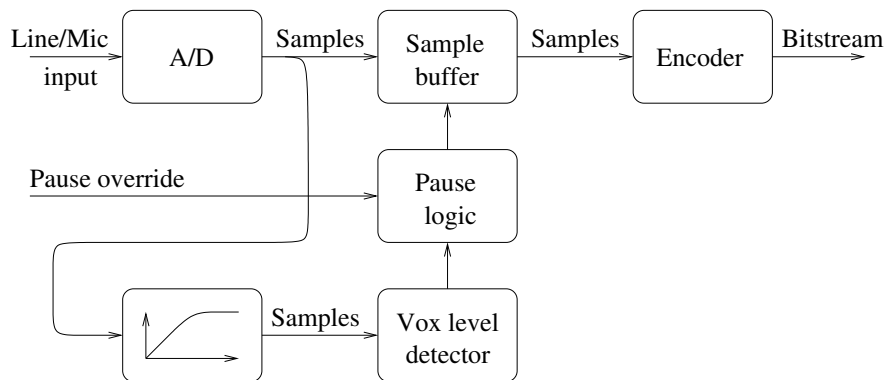 Line/Mic
input
A/D
Samples
Sample
buffer
Samples
Encoder
Bitstream
Pause override
Pause
logic
Samples
Vox level
detector